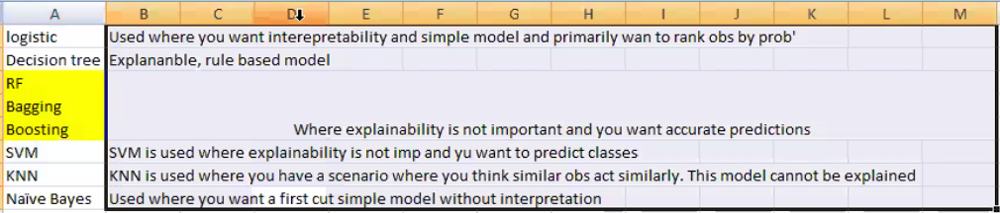 A B C D E F G H I J K L M
logistic Used where you want interepretability and simple model and primarily wan to rank obs by prob'
Decision tree Explananble, rule based model
RF
Bagging
Boosting Where explainability is not important and you want accurate predictions
SVM SVM is used where explainability is not imp and yu want to predict classes
KNN KNN is used where you have a scenario where you think similar obs act similarly. This model cannot be explained
Naïve Bayes Used where you want a first cut simple model without interpretation